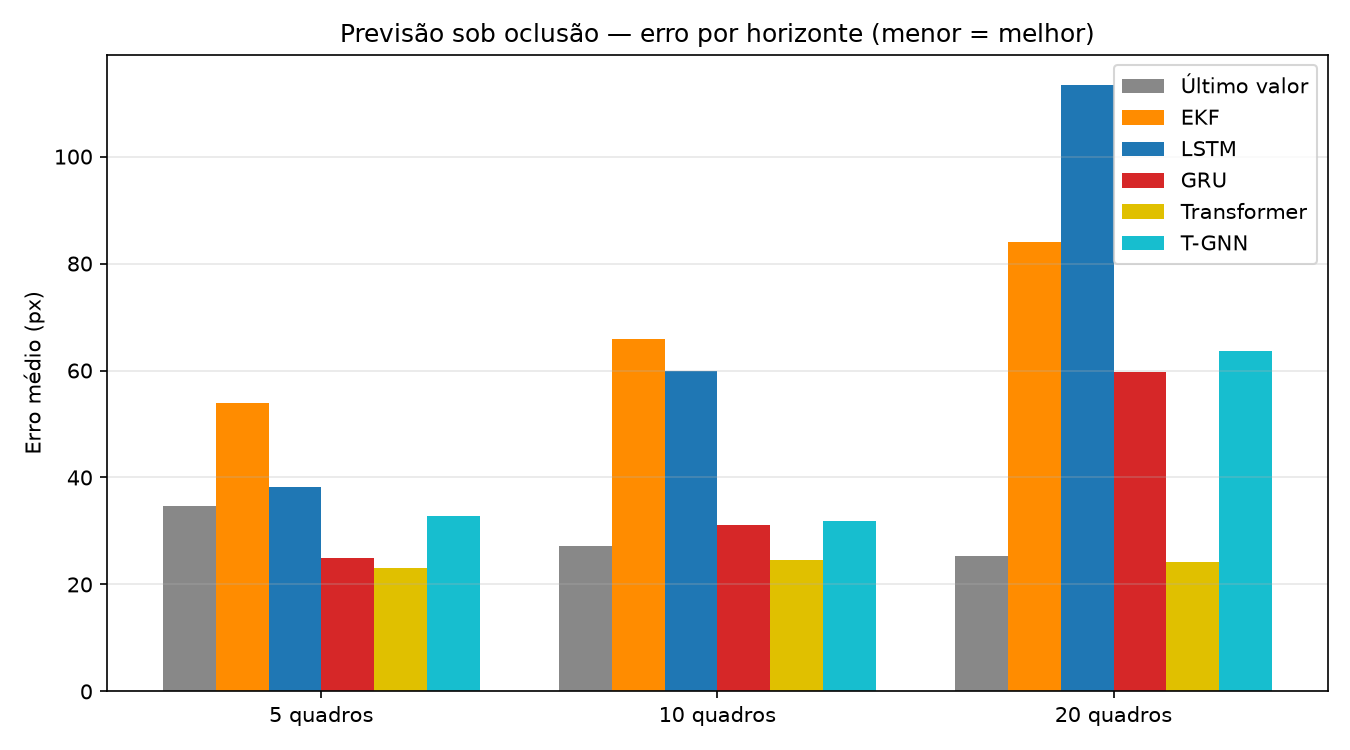 Previsão sob oclusão — erro por horizonte (menor = melhor)
Erro médio (px)
100
80
60
40
20
0
5 quadros
10 quadros
20 quadros
Último valor
EKF
LSTM
GRU
Transformer
T-GNN